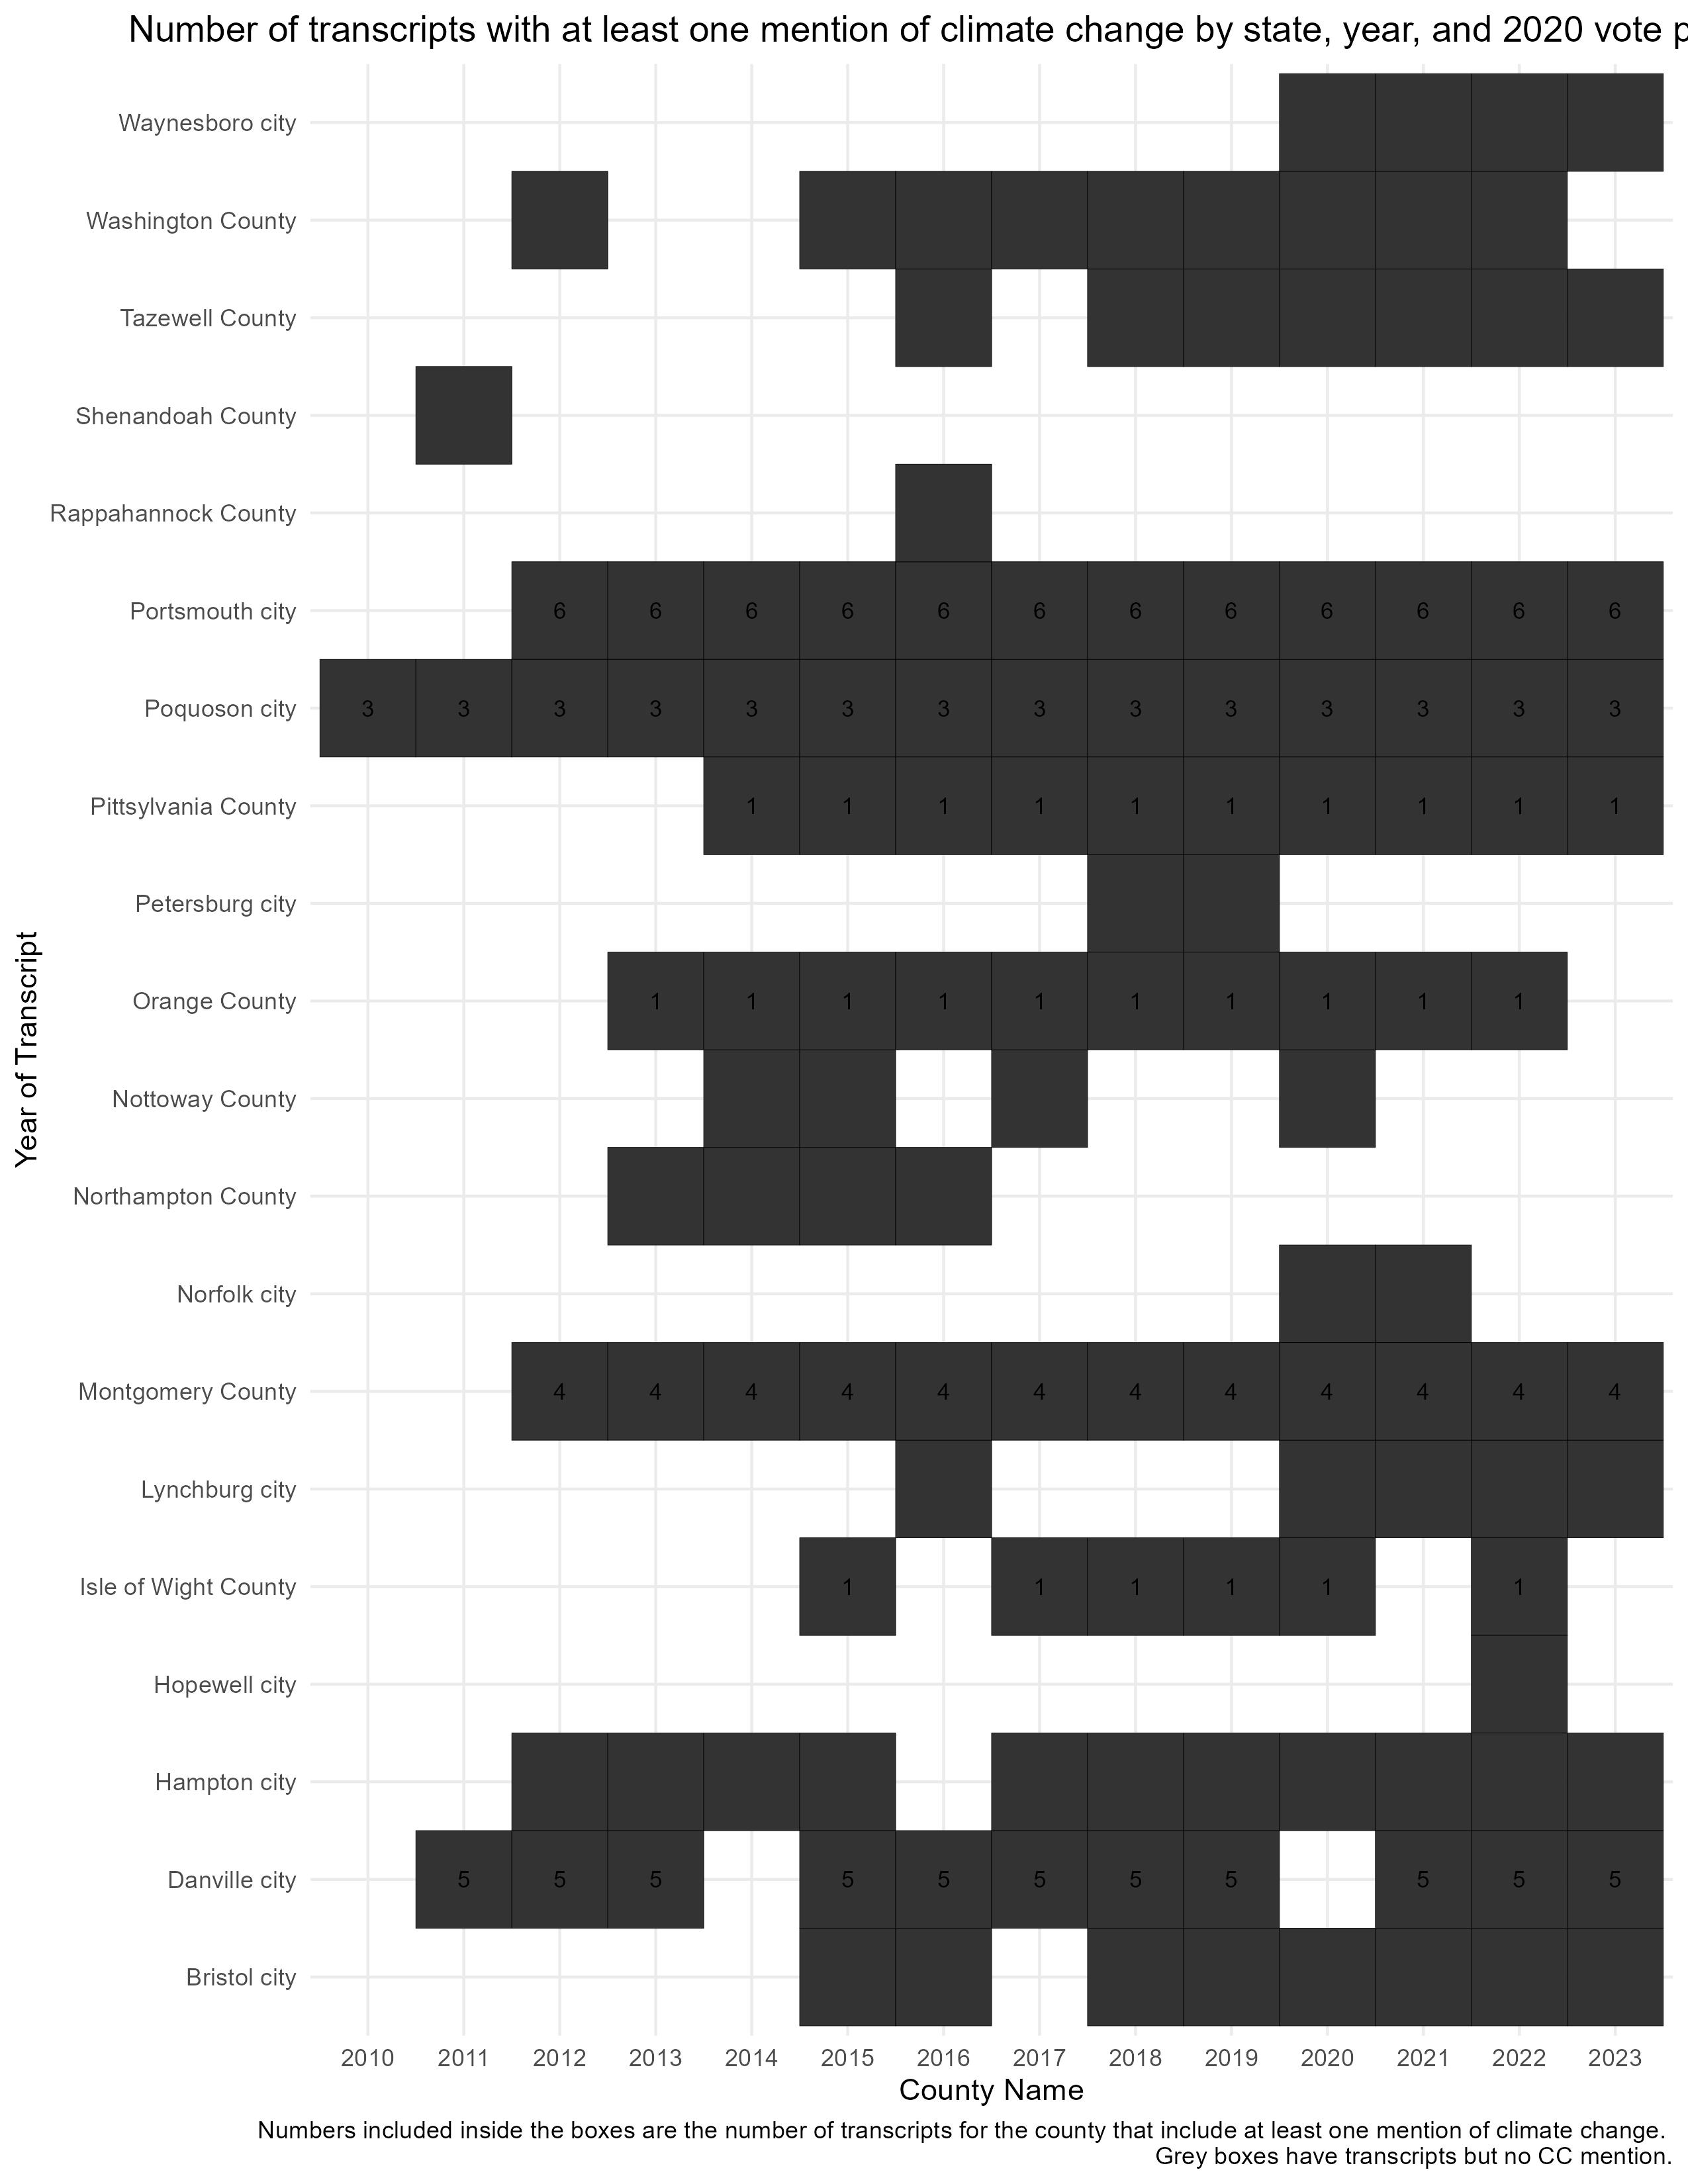 Number of transcripts with at least one mention of climate change by state, year, and 2020 vote p
Waynesboro city
Washington County
Tazewell County
Shenandoah County
Rappahannock County
Portsmouth city 6 6 6 6 6 6 6 6 6 6 6 6
Poquoson city 3 3 3 3 3 3 3 3 3 3 3 3 3 3
Pittsylvania County 1 1 1 1 1 1 1 1 1 1
Petersburg city
Orange County 1 1 1 1 1 1 1 1 1 1
Nottoway County
Northampton County
Norfolk city
Montgomery County 4 4 4 4 4 4 4 4 4 4 4 4
Lynchburg city
Isle of Wight County 1 1 1 1 1 1
Hopewell city
Hampton city
Danville city 5 5 5 5 5 5 5 5 5 5 5
Bristol city
Year of Transcript
2010 2011 2012 2013 2014 2015 2016 2017 2018 2019 2020 2021 2022 2023
County Name
Numbers included inside the boxes are the number of transcripts for the county that include at least one mention of climate change.
Grey boxes have transcripts but no CC mention.